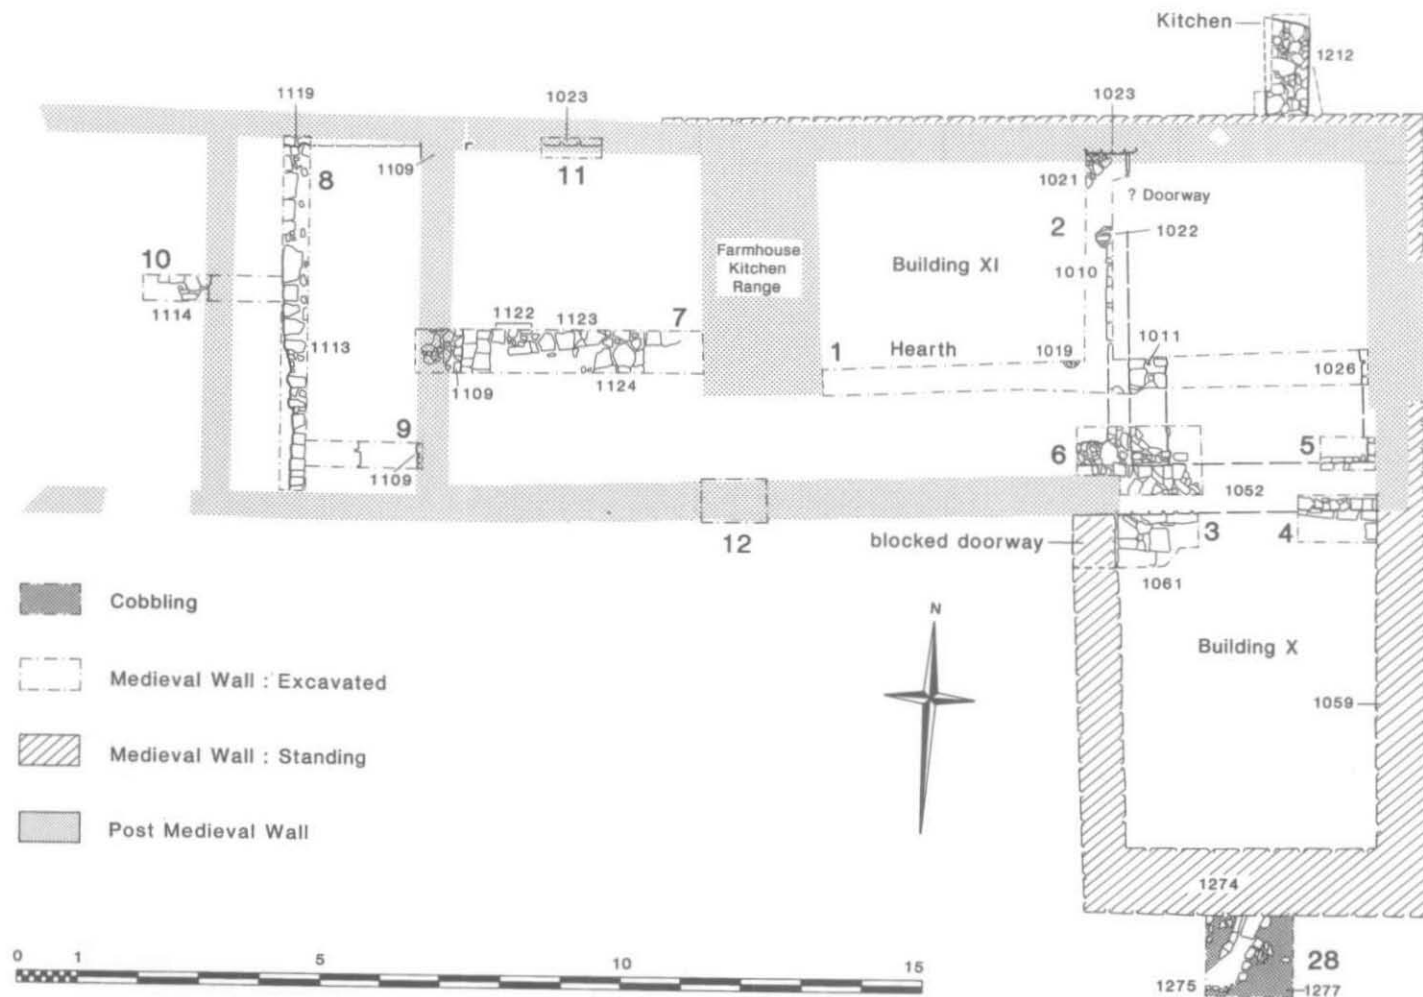 Kitchen
1212
1119
1023
1023
1109
8
11
1021
? Doorway
2
1022
10
Farmhouse
Kitchen
Range
Building XI
1010
1114
1122
1123
7
1113
1
Hearth
1019
1011
1026
1109
1124
9
6
5
1109
1052
12
blocked doorway
3
4
1061
Cobbling
N
Building X
Medieval Wall : Excavated
1059
Medieval Wall : Standing
Post Medieval Wall
1274
0 1 5 10 15
28
1275
1277